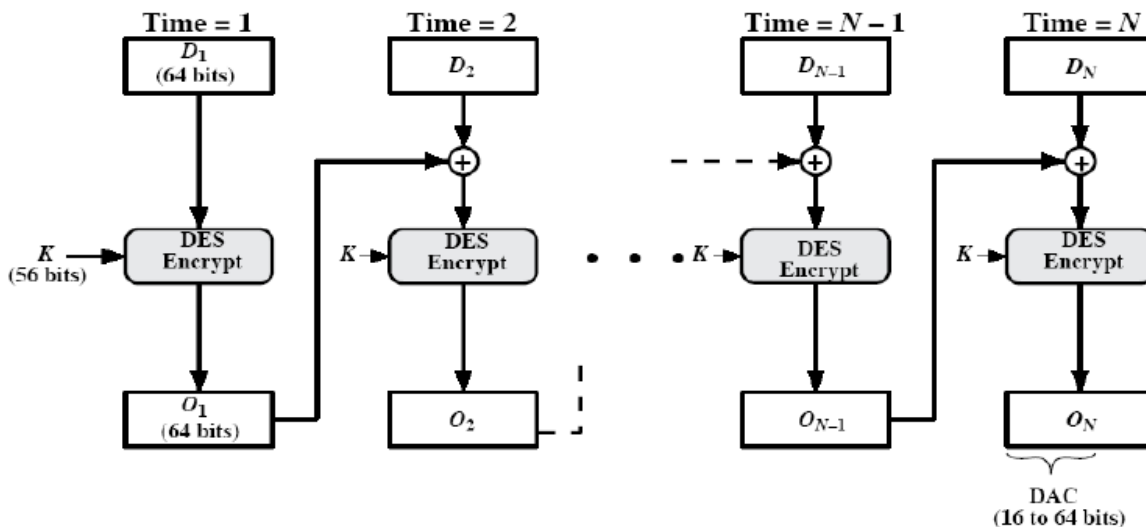 Time = 1
Time = 2
Time = N – 1
Time = N
D1
(64 bits)
D2
DN–1
DN
+
+
+
K
(56 bits)
DES
Encrypt
K
DES
Encrypt
• • •
K
DES
Encrypt
K
DES
Encrypt
O1
(64 bits)
O2
ON–1
ON
DAC
(16 to 64 bits)